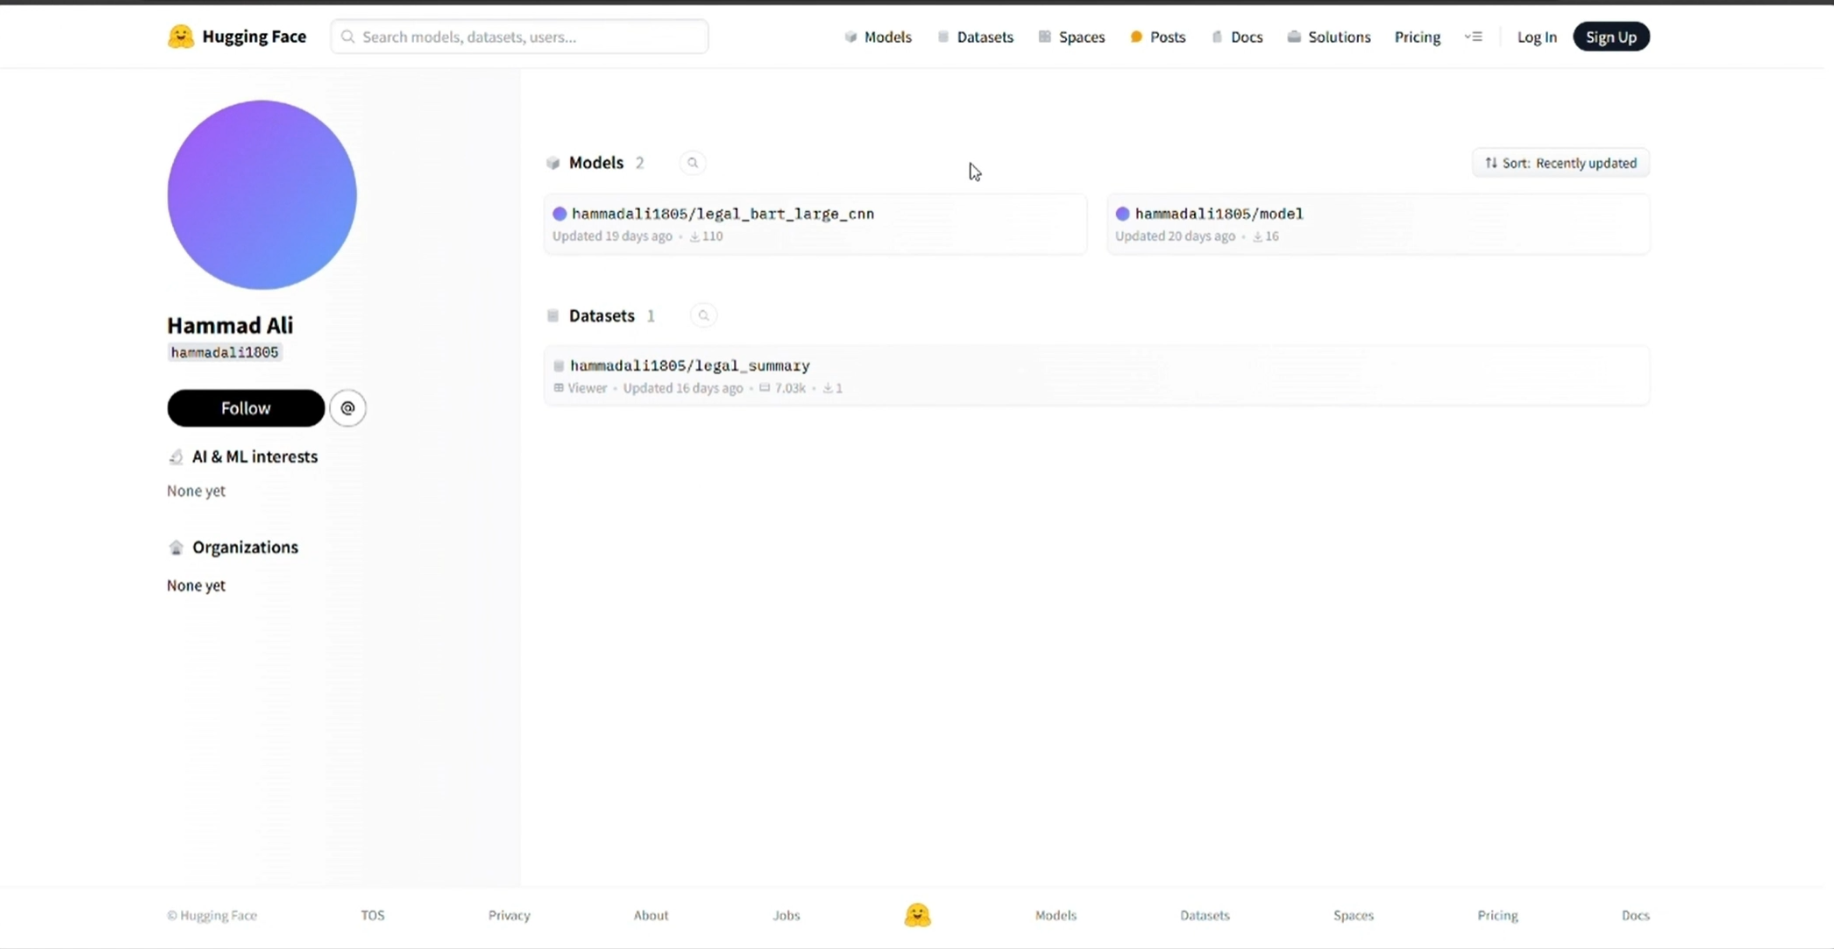 Hugging Face
Search models, datasets, users...
Models
Datasets
Spaces
Posts
Docs
Solutions
Pricing
Log In
Sign Up
Hammad Ali
hammadali1805
Follow
@
AI & ML interests
None yet
Organizations
None yet
Models 2
Sort: Recently updated
hammadali1805/legal_bart_large_cnn
Updated 19 days ago • 110
hammadali1805/model
Updated 20 days ago • 16
Datasets 1
hammadali1805/legal_summary
Viewer • Updated 16 days ago • 7.03k • 1
© Hugging Face
TOS
Privacy
About
Jobs
Models
Datasets
Spaces
Pricing
Docs